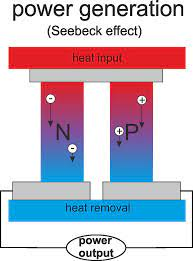 power generation
(Seebeck effect)
heat input
-
+
N
P
+
-
heat removal
power
output